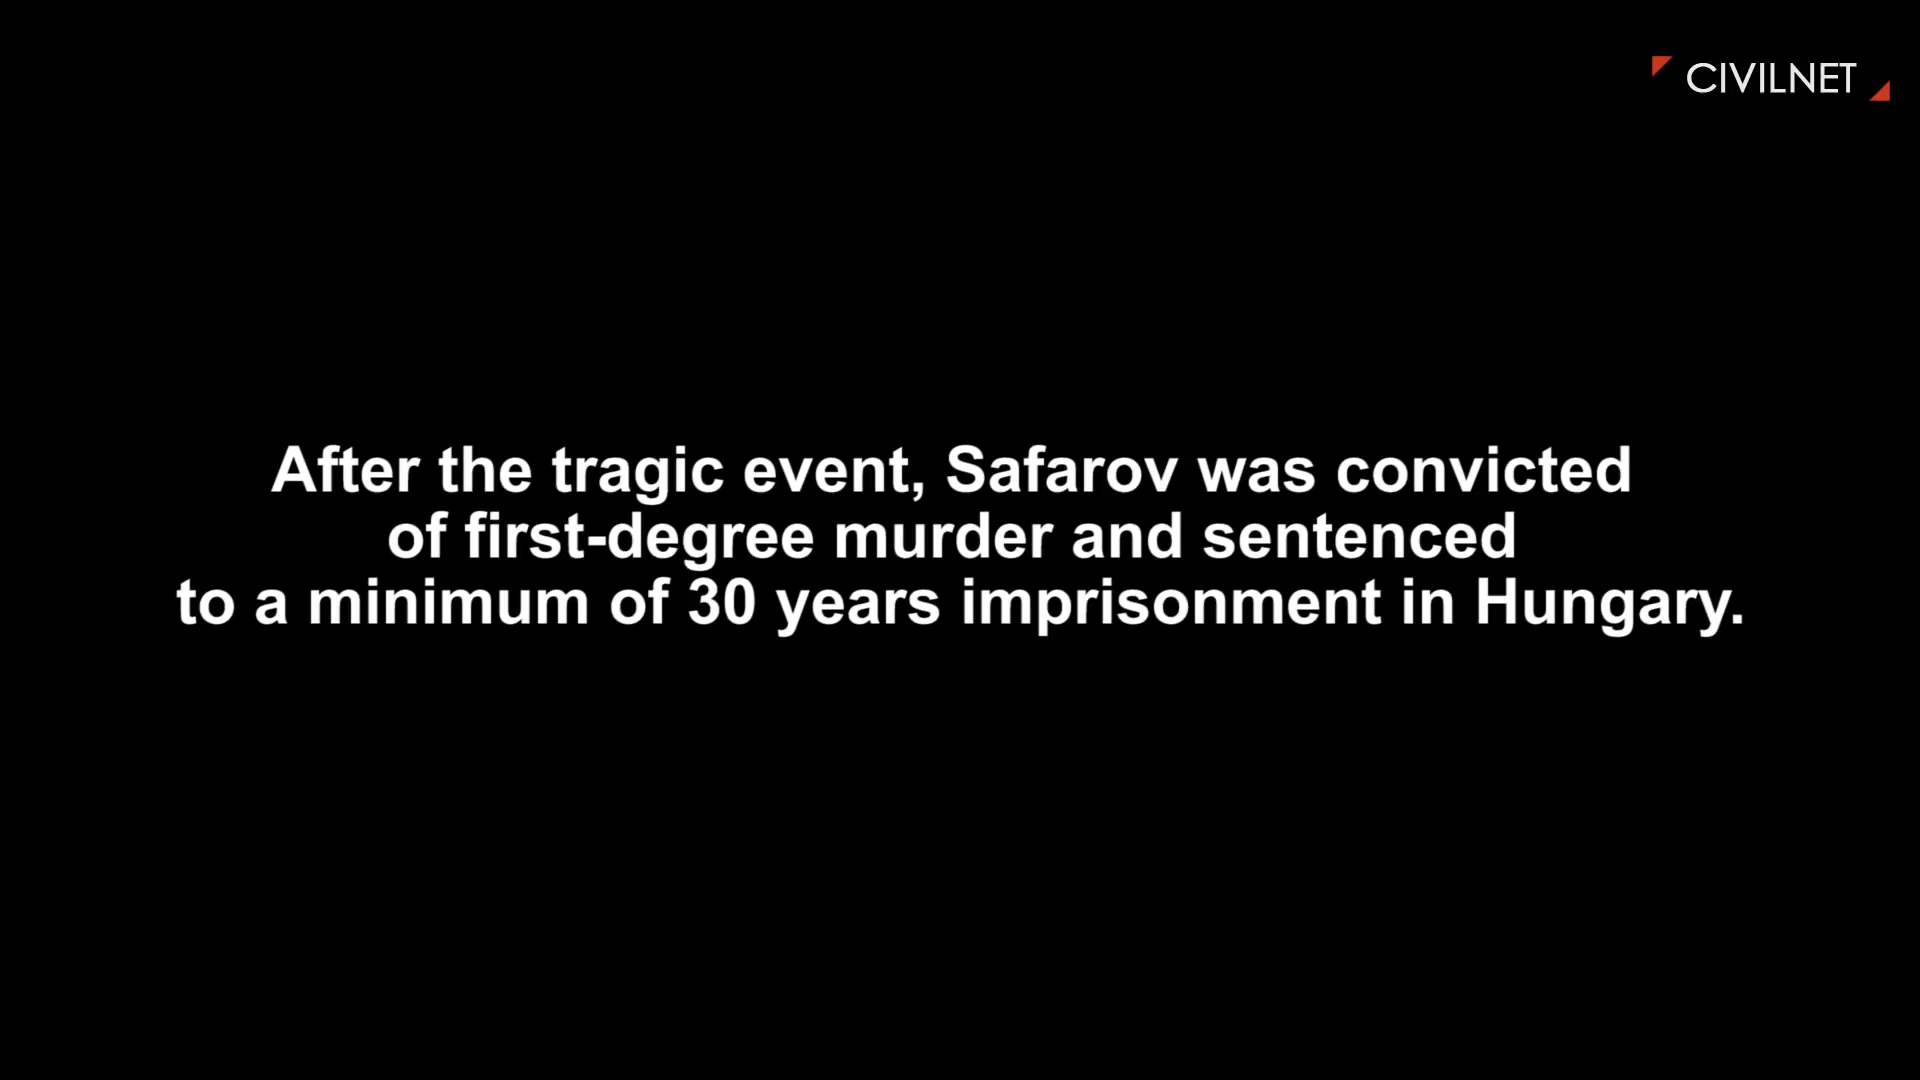 CIVILNET
After the tragic event, Safarov was convicted
of first-degree murder and sentenced
to a minimum of 30 years imprisonment in Hungary.